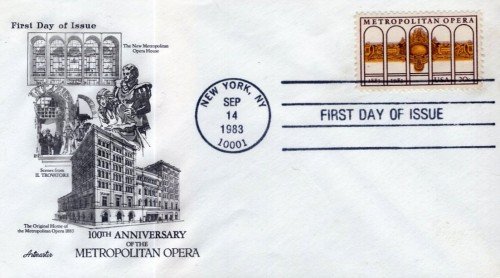 First Day of Issue
The New Metropolitan
Opera House
Scenes from
IL TROVATORE
The Original Home of
the Metropolitan Opera 1883
100TH ANNIVERSARY
OF THE
METROPOLITAN OPERA
Artmaster
NEW YORK, NY
SEP
14
1983
10001
METROPOLITAN OPERA
USA 20c
FIRST DAY OF ISSUE